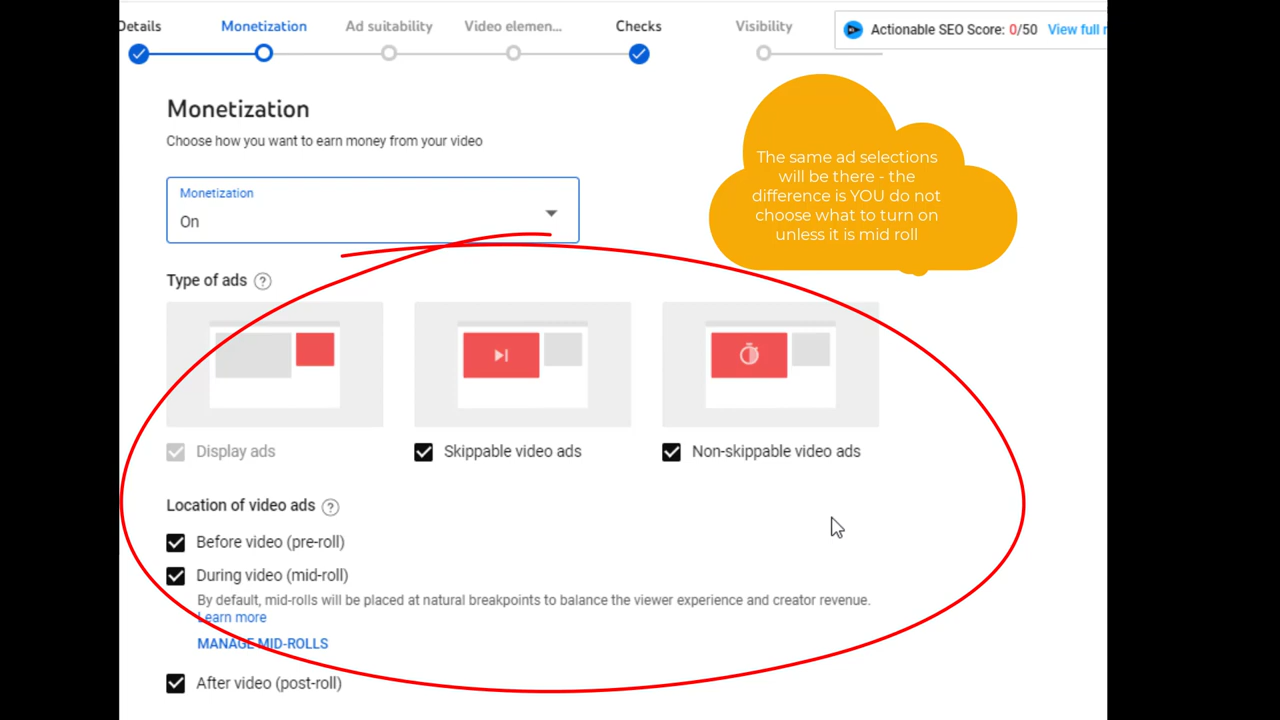 Details
Monetization
Ad suitability
Video elemen...
Checks
Visibility
Actionable SEO Score: 0/50 View full r
Monetization
Choose how you want to earn money from your video
Monetization
On
The same ad selections
will be there - the
difference is YOU do not
choose what to turn on
unless it is mid roll
Type of ads ?
Display ads
Skippable video ads
Non-skippable video ads
Location of video ads ?
Before video (pre-roll)
During video (mid-roll)
By default, mid-rolls will be placed at natural breakpoints to balance the viewer experience and creator revenue.
Learn more
MANAGE MID-ROLLS
After video (post-roll)